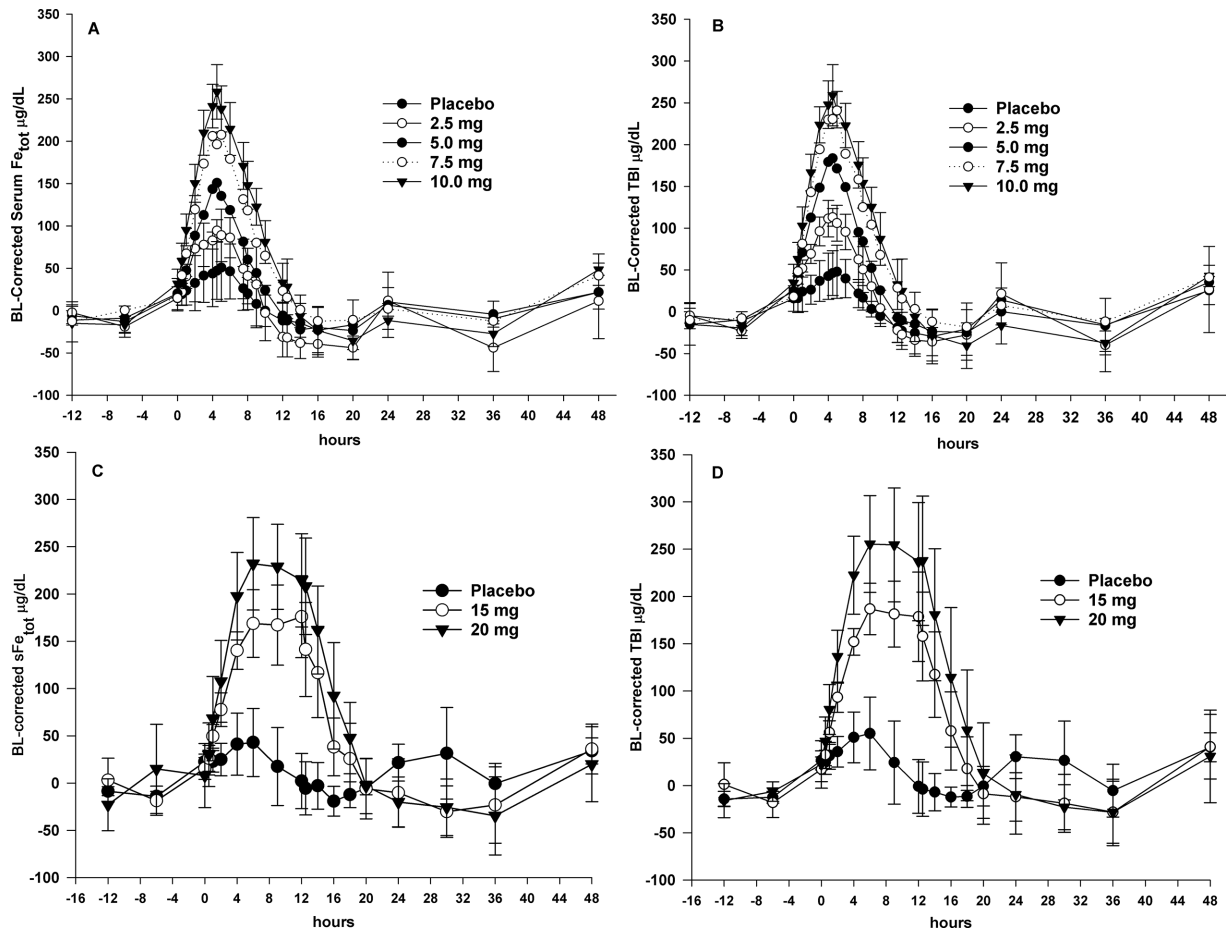 A
BL-Corrected Serum Fe_tot µg/dL
350
300
250
200
150
100
50
0
-50
-100
Placebo
2.5 mg
5.0 mg
7.5 mg
10.0 mg
-12 -8 -4 0 4 8 12 16 20 24 28 32 36 40 44 48
hours
B
BL-Corrected TBI µg/dL
350
300
250
200
150
100
50
0
-50
-100
Placebo
2.5 mg
5.0 mg
7.5 mg
10.0 mg
-12 -8 -4 0 4 8 12 16 20 24 28 32 36 40 44 48
hours
C
BL-corrected sFe_tot µg/dL
350
300
250
200
150
100
50
0
-50
-100
Placebo
15 mg
20 mg
-16 -12 -8 -4 0 4 8 12 16 20 24 28 32 36 40 44 48
hours
D
BL-corrected TBI µg/dL
350
300
250
200
150
100
50
0
-50
-100
Placebo
15 mg
20 mg
-16 -12 -8 -4 0 4 8 12 16 20 24 28 32 36 40 44 48
hours